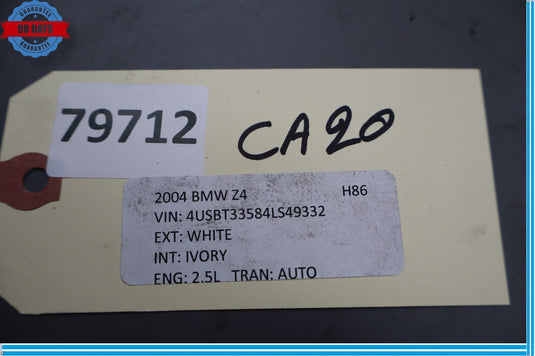 GUARANTEE
90 DAYS
GUARANTEE
79712
CA20
2004 BMW Z4 H86
VIN: 4USBT33584LS49332
EXT: WHITE
INT: IVORY
ENG: 2.5L TRAN: AUTO